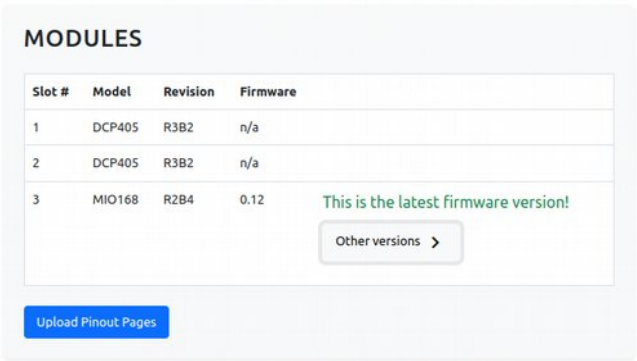 MODULES
Slot # Model Revision Firmware
1 DCP405 R3B2 n/a
2 DCP405 R3B2 n/a
3 MIO168 R2B4 0.12 This is the latest firmware version!
Other versions
Upload Pinout Pages